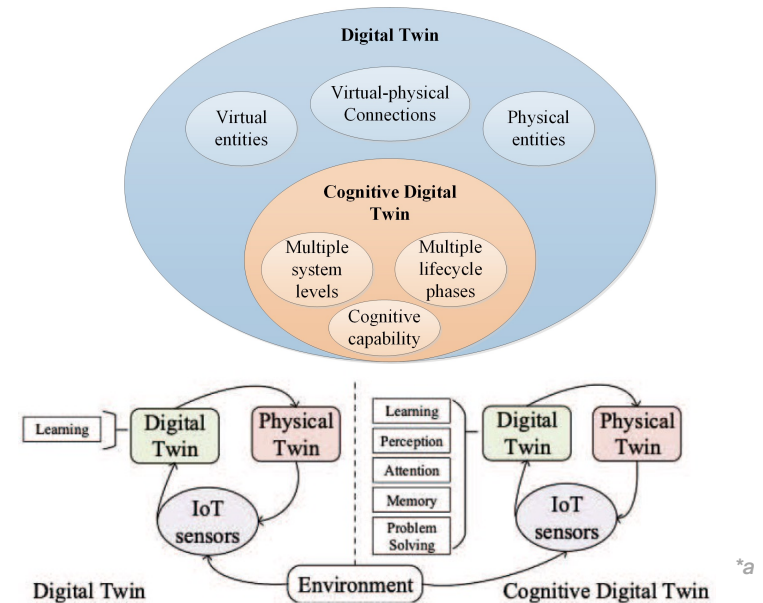 Digital Twin
Virtual
entities
Virtual-physical
Connections
Physical
entities
Cognitive Digital
Twin
Multiple
system
levels
Multiple
lifecycle
phases
Cognitive
capability
Learning
Digital
Twin
Physical
Twin
IoT
sensors
Digital Twin
Learning
Perception
Attention
Memory
Problem
Solving
Digital
Twin
Physical
Twin
IoT
sensors
Environment
Cognitive Digital Twin
*a